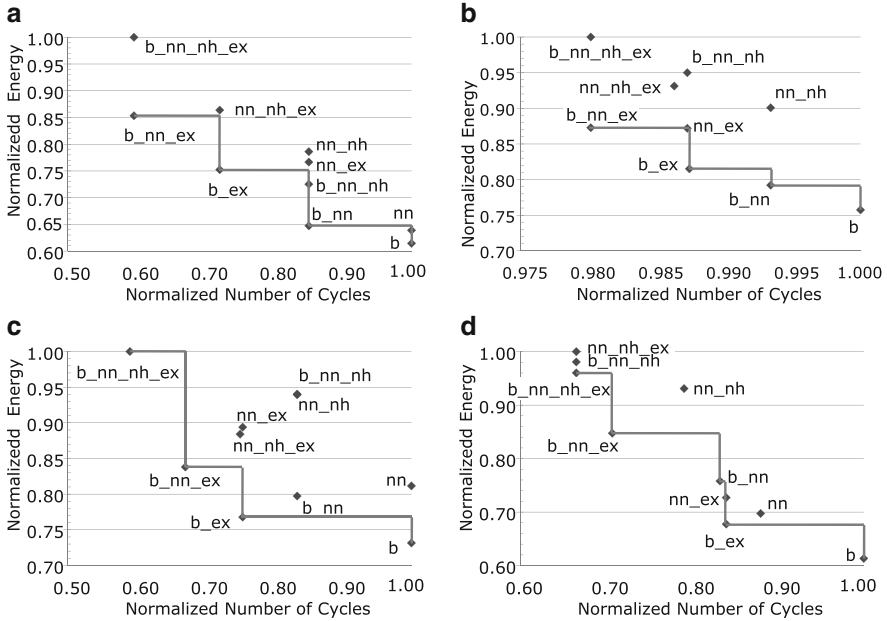 a
Normalizedd Energy
1.00
0.95
0.90
0.85
0.80
0.75
0.70
0.65
0.60
b_nn_nh_ex
nn_nh_ex
b_nn_ex
nn_nh
nn_ex
b_ex
b_nn_nh
b_nn
nn
b
0.50 0.60 0.70 0.80 0.90 1.00
Normalized Number of Cycles
b
Normalizedd Energy
1.00
0.95
0.90
0.85
0.80
0.75
0.70
b_nn_nh_ex
b_nn_nh
nn_nh_ex
nn_nh
b_nn_ex
nn_ex
b_ex
b_nn
b
0.975 0.980 0.985 0.990 0.995 1.000
Normalized Number of Cycles
c
Normalizedd Energy
1.00
0.95
0.90
0.85
0.80
0.75
0.70
b_nn_nh_ex
b_nn_nh
nn_nh
nn_ex
nn_nh_ex
b_nn_ex
nn
b_nn
b_ex
b
0.50 0.60 0.70 0.80 0.90 1.00
Normalized Number of Cycles
d
Normalizedd Energy
1.00
0.90
0.80
0.70
0.60
nn_nh_ex
b_nn_nh
b_nn_nh_ex
nn_nh
b_nn_ex
b_nn
nn_ex
nn
b_ex
b
0.60 0.70 0.80 0.90 1.00
Normalized Number of Cycles